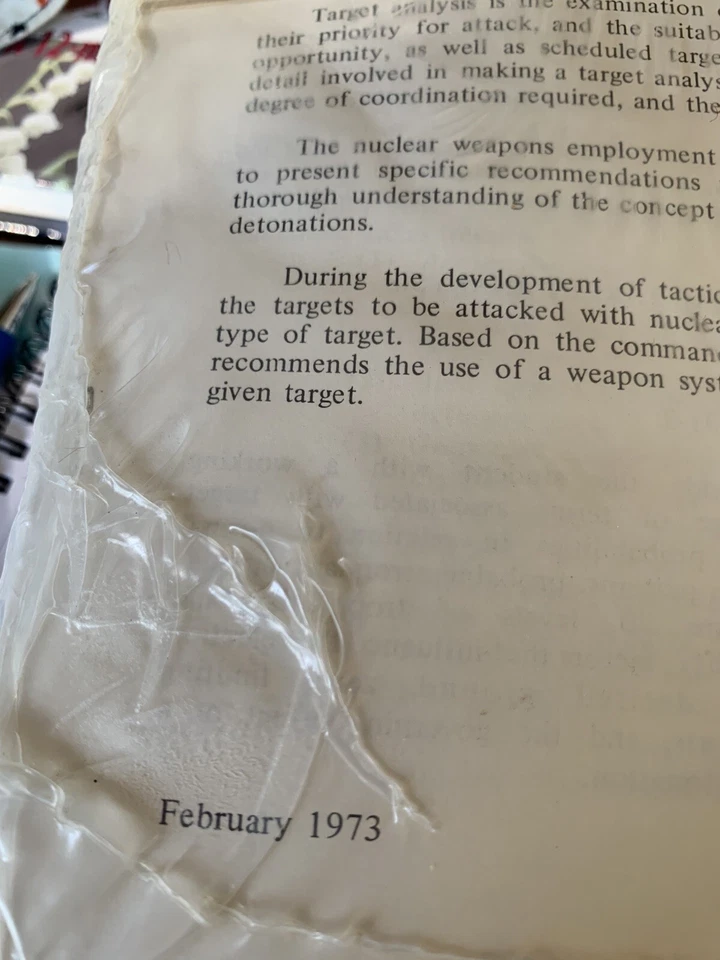 Target analysis is the examination
their priority for attack, and the suitab
opportunity, as well as scheduled targe
detail involved in making a target analys
degree of coordination required, and the
The nuclear weapons employment
to present specific recommendations
thorough understanding of the concept
detonations.
During the development of tactic
the targets to be attacked with nuclea
type of target. Based on the command
recommends the use of a weapon syst
given target.
February 1973